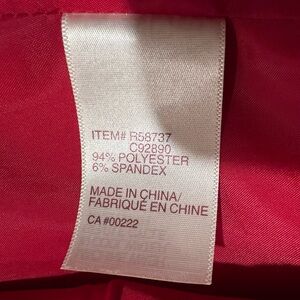 ITEM# R58737
C92890
94% POLYESTER
6% SPANDEX
MADE IN CHINA/
FABRIQUÉ EN CHINE
CA #00222